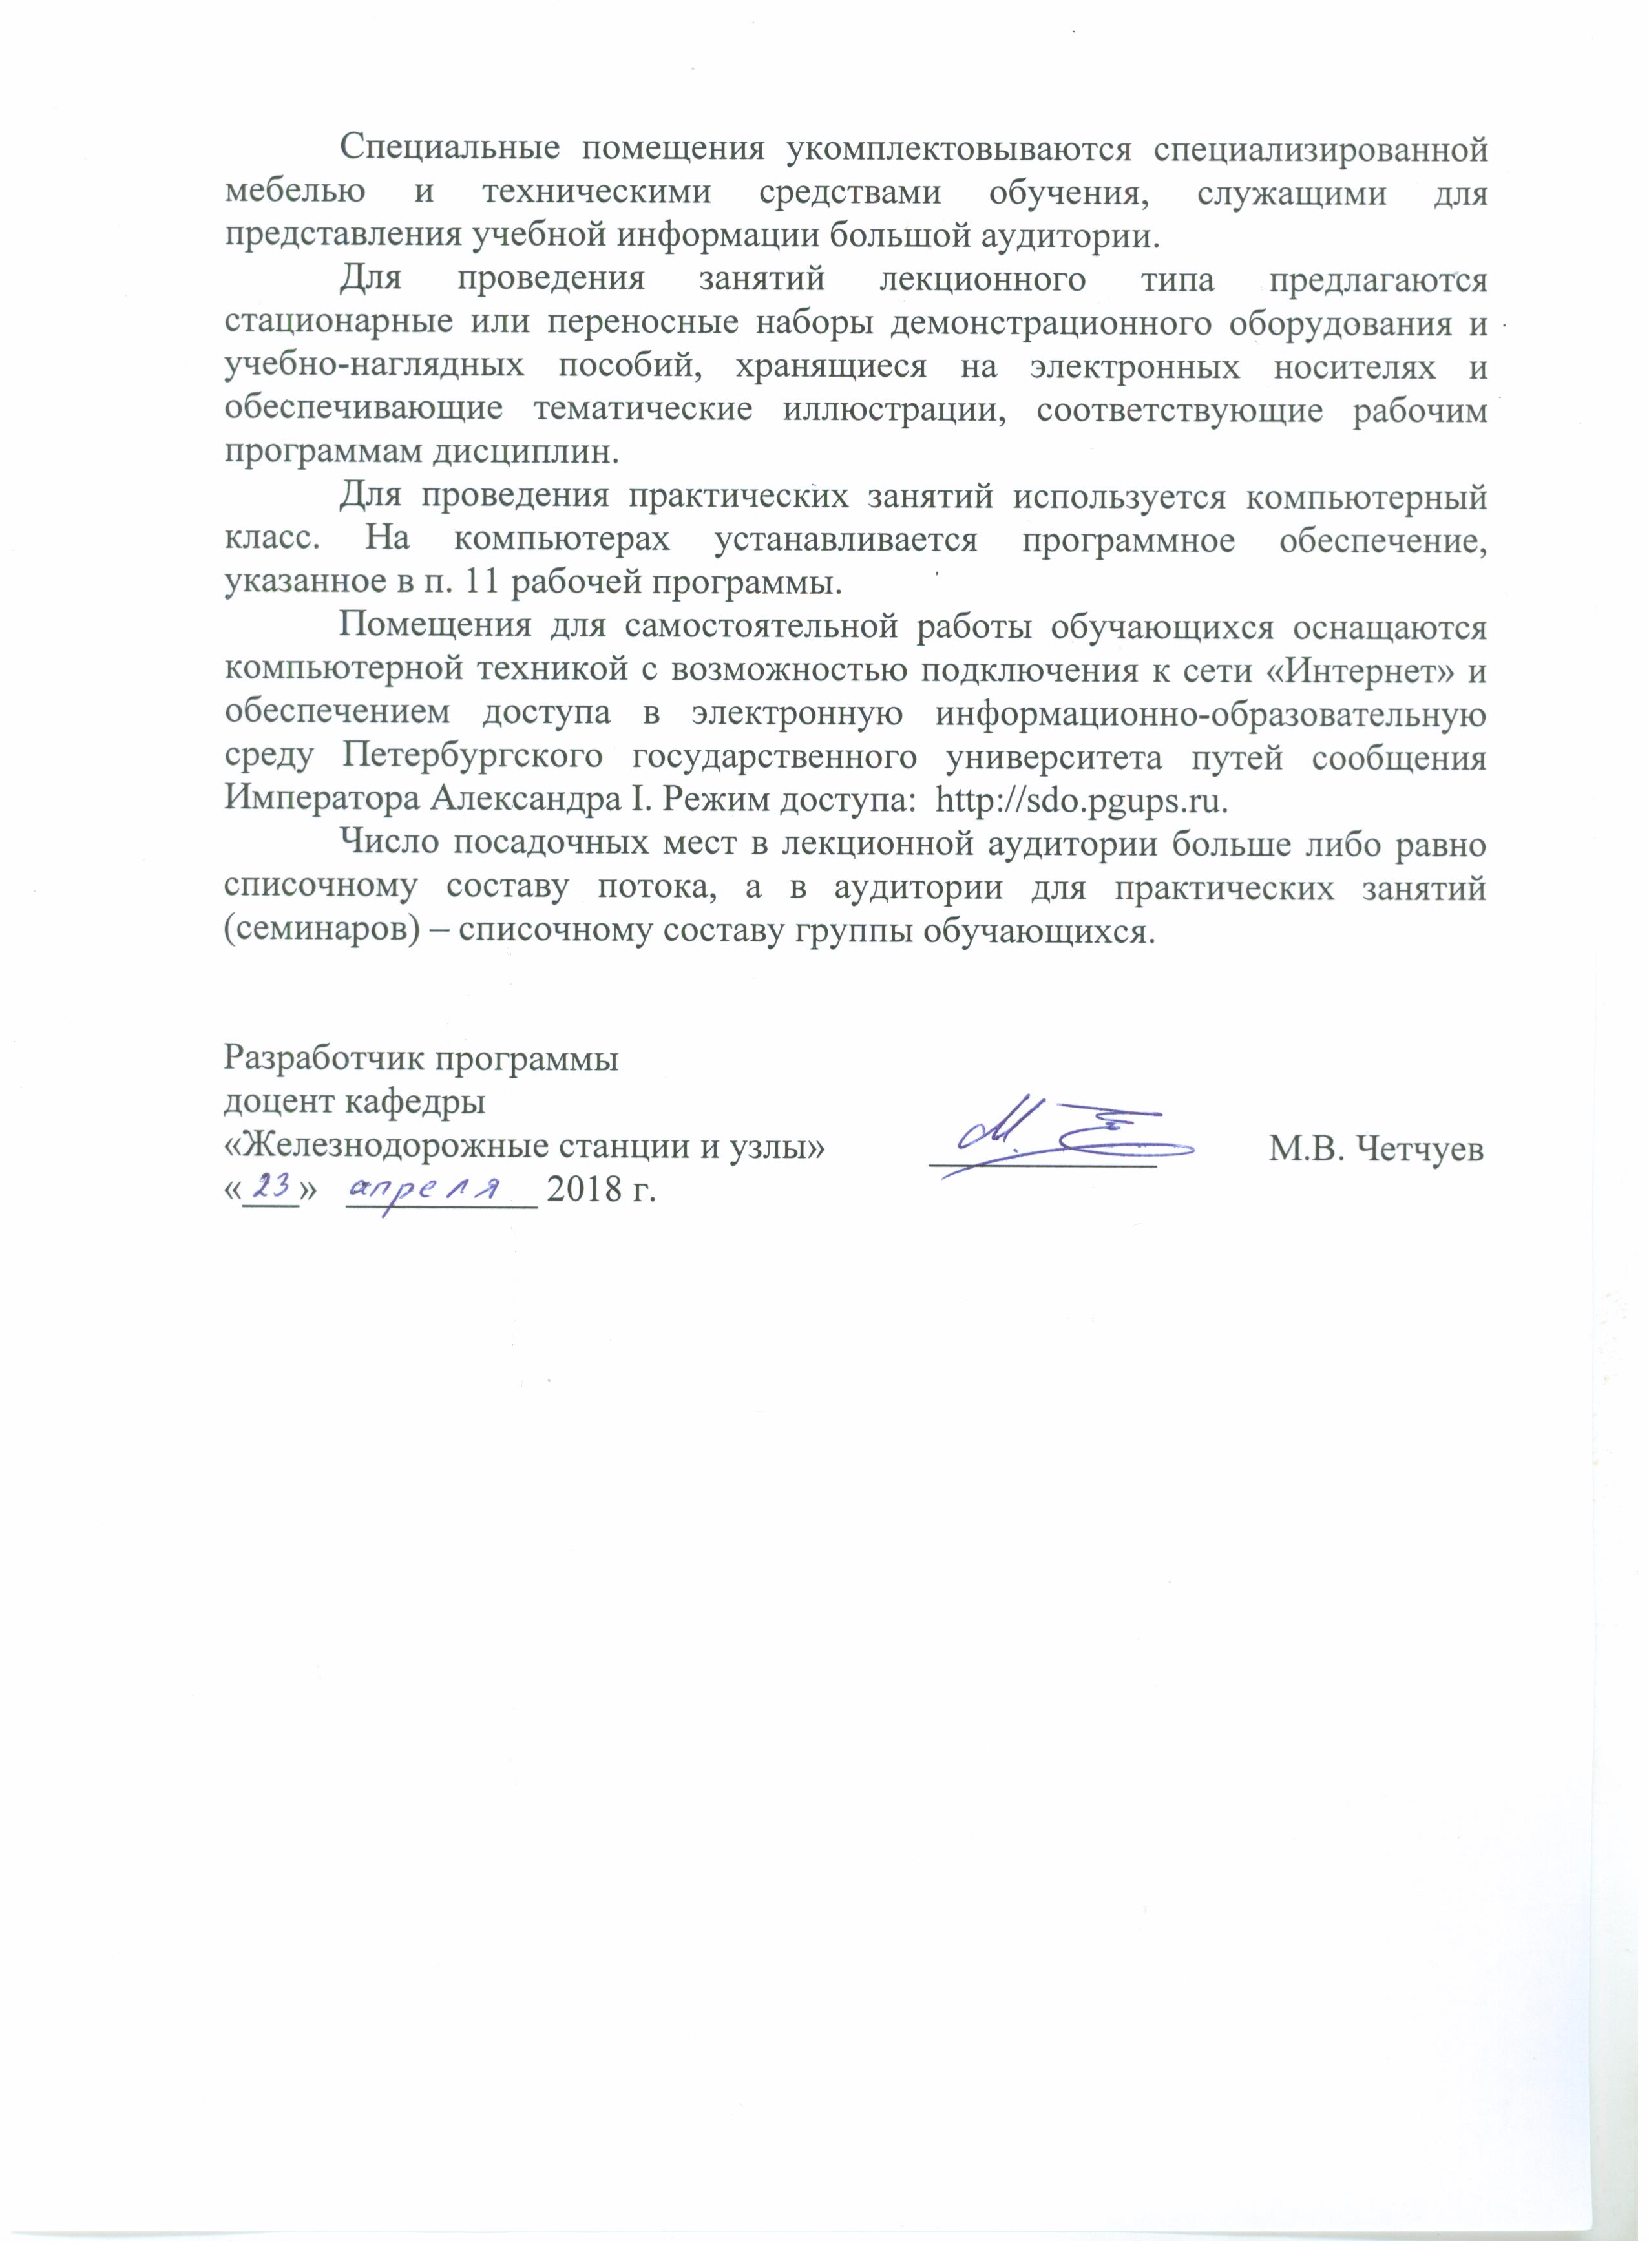 Специальные помещения укомплектовываются специализированной
мебелью и техническими средствами обучения, служащими для
представления учебной информации большой аудитории.
Для проведения занятий лекционного типа предлагаются
стационарные или переносные наборы демонстрационного оборудования и
учебно-наглядных пособий, хранящиеся на электронных носителях и
обеспечивающие тематические иллюстрации, соответствующие рабочим
программам дисциплин.
Для проведения практических занятий используется компьютерный
класс. На компьютерах устанавливается программное обеспечение,
указанное в п. 11 рабочей программы.
Помещения для самостоятельной работы обучающихся оснащаются
компьютерной техникой с возможностью подключения к сети «Интернет» и
обеспечением доступа в электронную информационно-образовательную
среду Петербургского государственного университета путей сообщения
Императора Александра I. Режим доступа: http://sdo.pgups.ru.
Число посадочных мест в лекционной аудитории больше либо равно
списочному составу потока, а в аудитории для практических занятий
(семинаров) – списочному составу группы обучающихся.
Разработчик программы
доцент кафедры
«Железнодорожные станции и узлы» М.В. Четчуев
«23» апреля 2018 г.